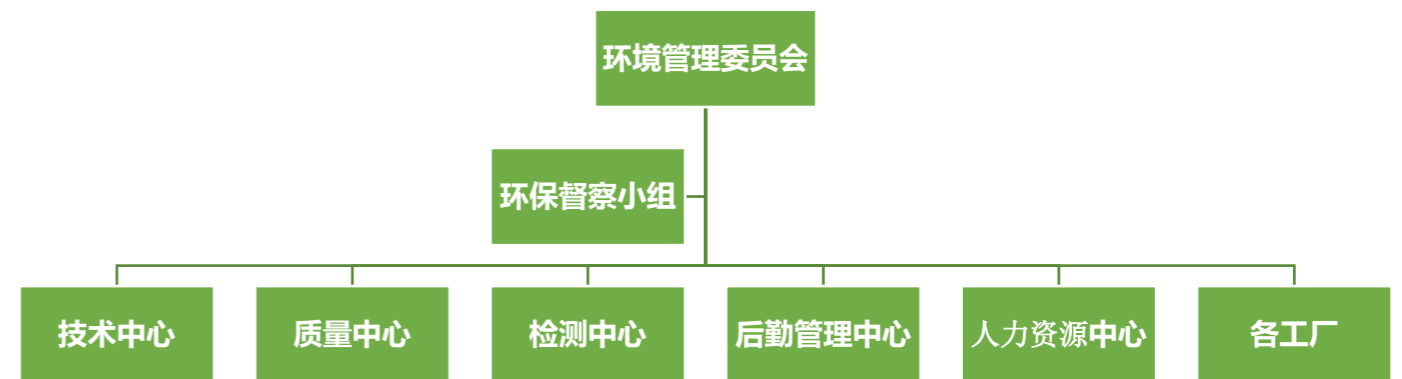 环境管理委员会
环保督察小组
技术中心
质量中心
检测中心
后勤管理中心
人力资源中心
各工厂